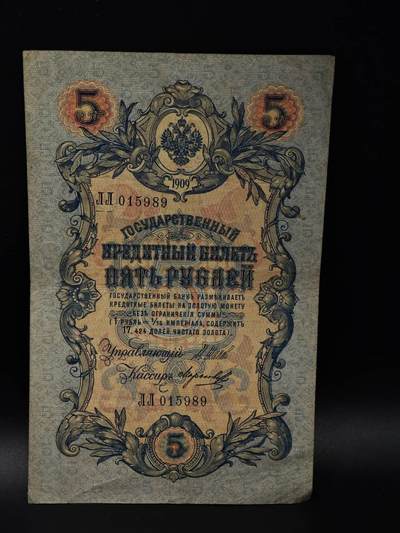 5 5
1909
ЛЛ 015989
ГОСУДАРСТВЕННЫЙ
КРЕДИТНЫЙ БИЛЕТЪ
ПЯТЬ РУБЛЕЙ
ГОСУДАРСТВЕННЫЙ БАНКЪ РАЗМѢНИВАЕТЪ
КРЕДИТНЫЕ БИЛЕТЫ НА ЗОЛОТУЮ МОНЕТУ
БЕЗЪ ОГРАНИЧЕНІЯ СУММЫ
(1 РУБЛЬ = 1/15 ИМПЕРІАЛА, СОДЕРЖИТЪ
17,424 ДОЛЕЙ ЧИСТАГО ЗОЛОТА).
Управляющій
Кассиръ
ЛЛ 015989
5